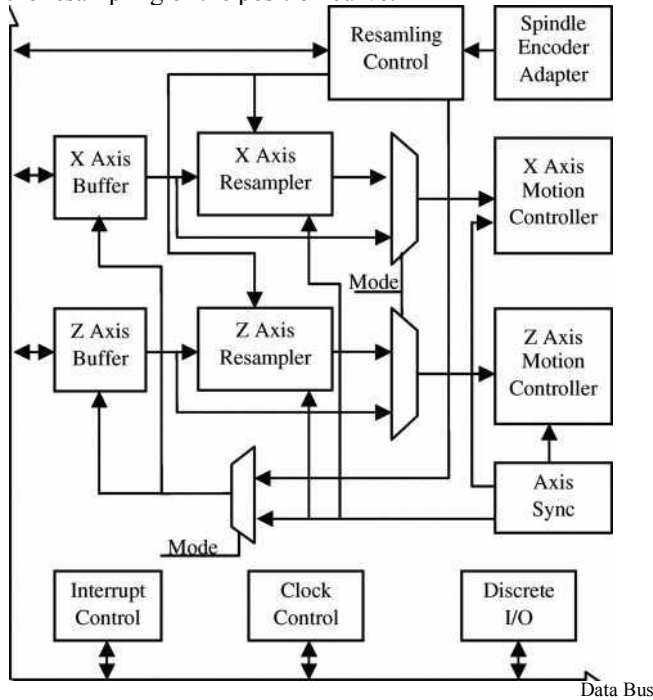 Resamling
Control
Spindle
Encoder
Adapter
X Axis
Buffer
X Axis
Resampler
X Axis
Motion
Controller
Mode
Z Axis
Buffer
Z Axis
Resampler
Z Axis
Motion
Controller
Axis
Sync
Mode
Interrupt
Control
Clock
Control
Discrete
I/O
Data Bus